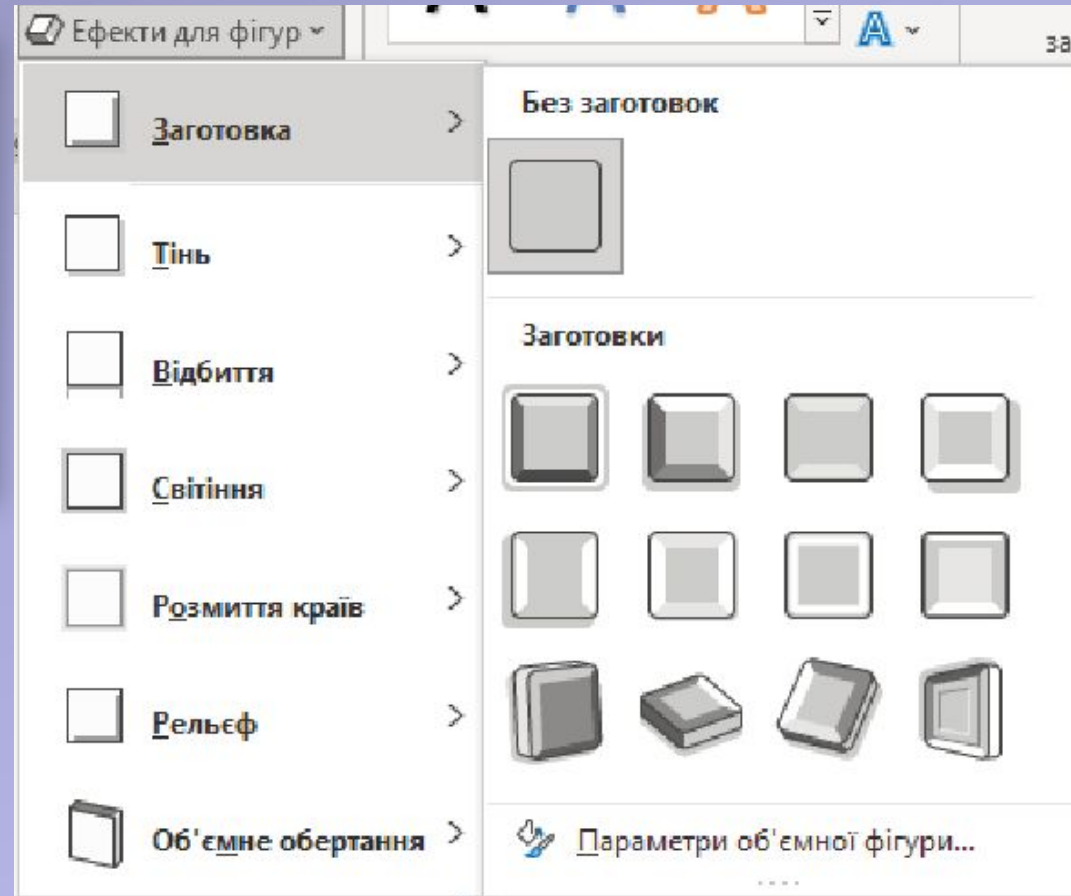 Ефекти для фігур
за
Заготовка
Тінь
Відбиття
Світіння
Розмиття країв
Рельєф
Об'ємне обертання
Без заготовок
Заготовки
Параметри об'ємної фігури...